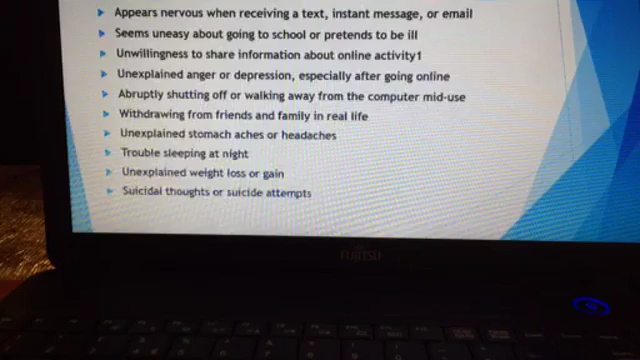 Appears nervous when receiving a text, instant message, or email
Seems uneasy about going to school or pretends to be ill
Unwillingness to share information about online activity1
Unexplained anger or depression, especially after going online
Abruptly shutting off or walking away from the computer mid-use
Withdrawing from friends and family in real life
Unexplained stomach aches or headaches
Trouble sleeping at night
Unexplained weight loss or gain
Suicidal thoughts or suicide attempts
FUJITSU